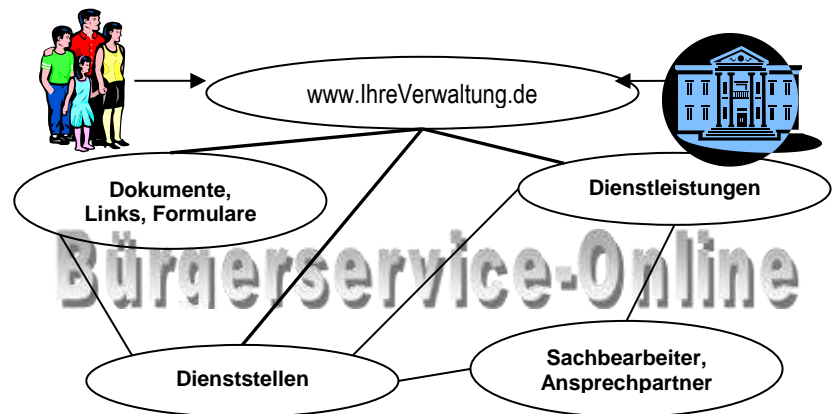 www.IhreVerwaltung.de
Dokumente,
Links, Formulare
Dienstleistungen
Bürgerservice-Online
Dienststellen
Sachbearbeiter,
Ansprechpartner